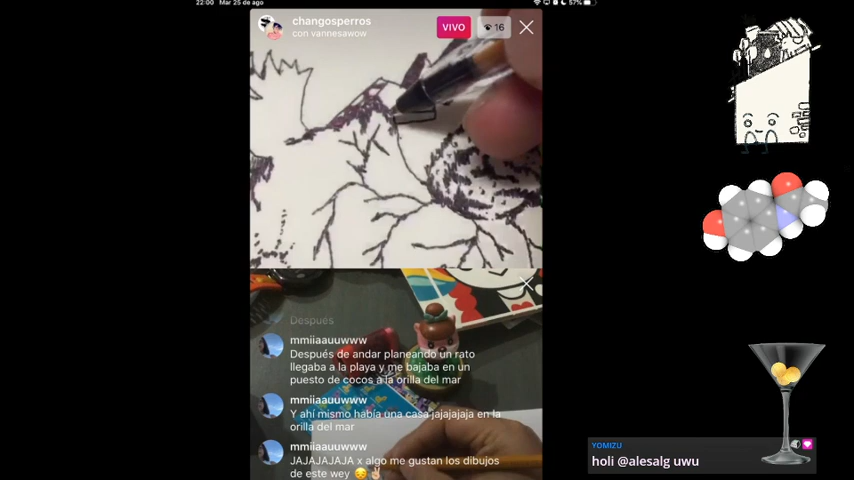 22:00 Mar 25 de ago
57%
changosperros
con vannesawow
VIVO
16
Después
mmiiaauuwww
Después de andar planeando un rato
llegaba a la playa y me bajaba en un
puesto de cocos a la orilla del mar
mmiiaauuwww
Y ahí mismo había una casa jajajajaja en la
orilla del mar
mmiiaauuwww
JAJAJAJAJA x algo me gustan los dibujos
de este wey 😔✌🏻
YOMIZU
holi @alesalg uwu